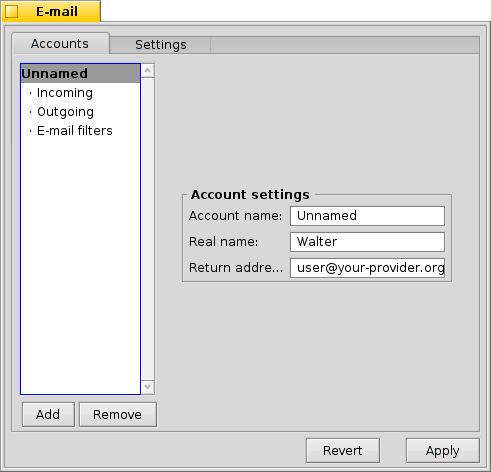 E-mail
Accounts
Settings
Unnamed
· Incoming
· Outgoing
· E-mail filters
Account settings
Account name: Unnamed
Real name: Walter
Return addre... user@your-provider.org
Add
Remove
Revert
Apply